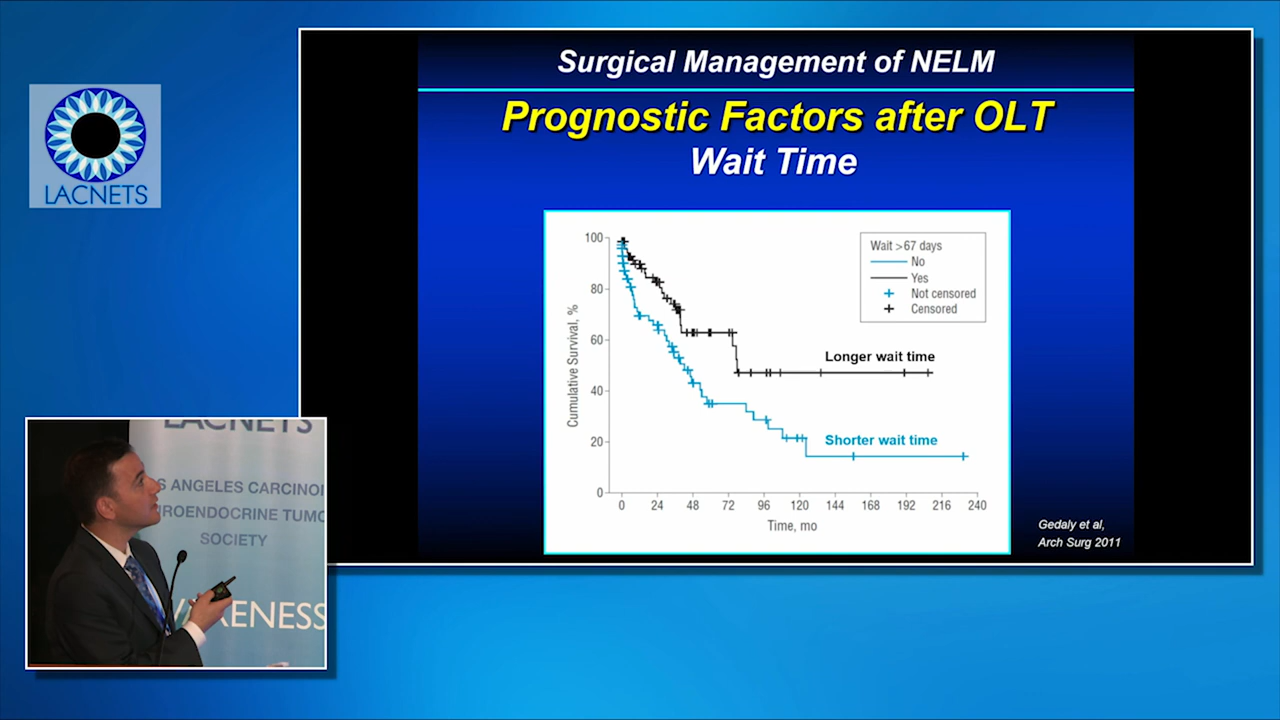 Surgical Management of NELM
Prognostic Factors after OLT
Wait Time
LACNETS
100
80
60
40
20
0
Cumulative Survival, %
Wait >67 days
No
Yes
Not censored
Censored
Longer wait time
Shorter wait time
0 24 48 72 96 120 144 168 192 216 240
Time, mo
Gedaly et al,
Arch Surg 2011
LACNETS
S ANGELES CARCINOI
ROENDOCRINE TUMO
SOCIETY
ARENESS